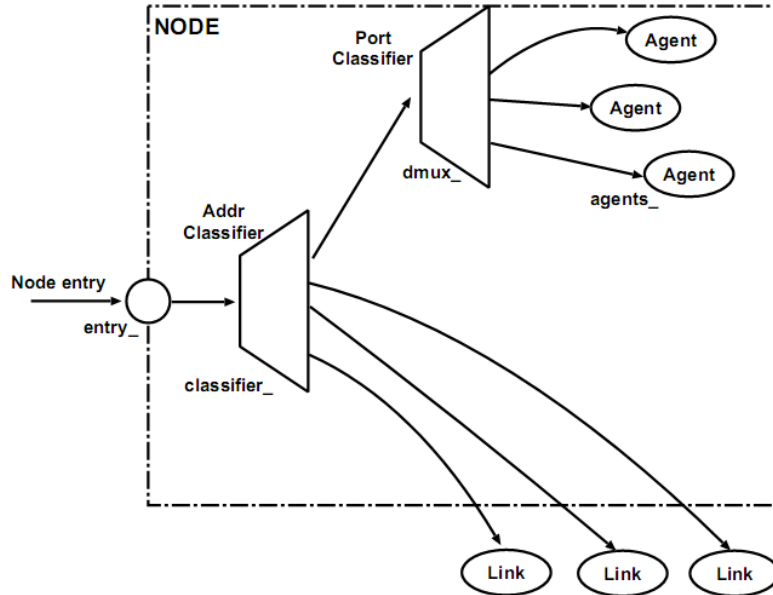 NODE
Port
Classifier
Agent
Agent
dmux_
Agent
agents_
Addr
Classifier
Node entry
entry_
classifier_
Link
Link
Link